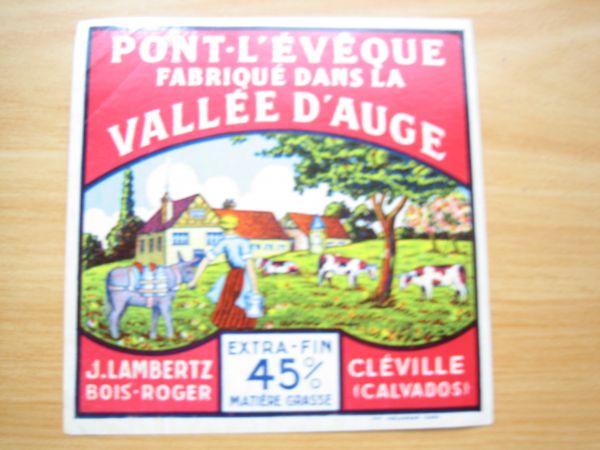 PONT-L'ÉVÊQUE
FABRIQUÉ DANS LA
VALLÉE D'AUGE
J. LAMBERTZ
BOIS-ROGER
EXTRA-FIN
45%
MATIÈRE GRASSE
CLÉVILLE
(CALVADOS)